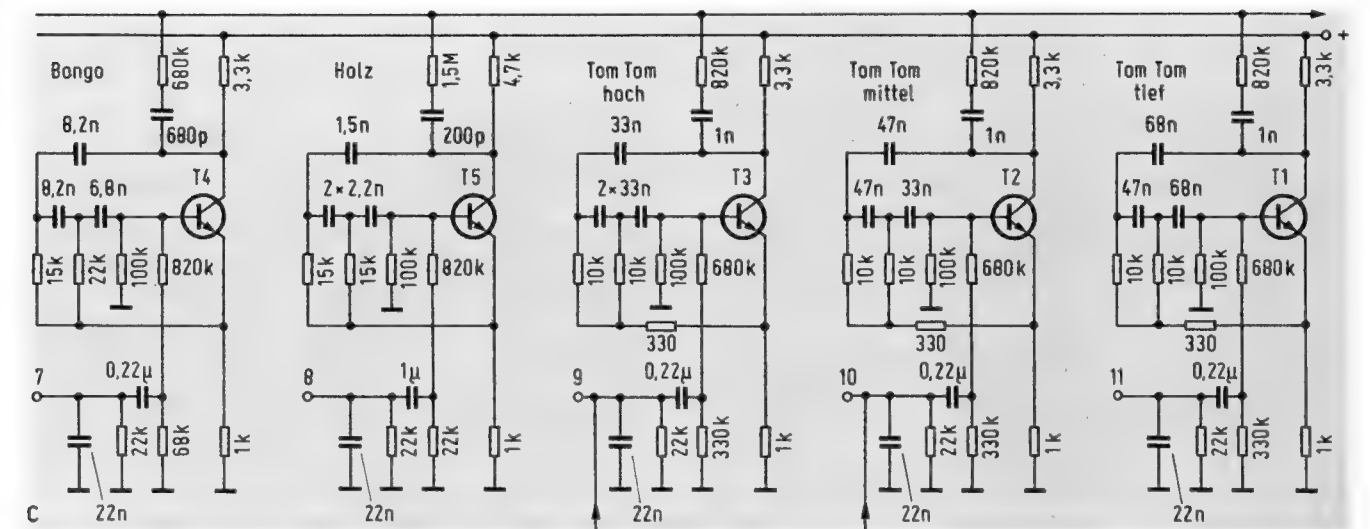 +
Bongo
680k
3,3k
8,2n
680p
T4
8,2n 6,8n
15k
22k
100k
820k
7
0,22µ
22k
68k
1k
22n
C
Holz
1,5M
4,7k
1,5n
200p
T5
2×2,2n
15k
15k
100k
820k
8
1µ
22k
22k
1k
22n
Tom Tom
hoch
820k
3,3k
33n
1n
T3
2×33n
10k
10k
100k
680k
330
9
0,22µ
22k
330k
1k
22n
Tom Tom
mittel
820k
3,3k
47n
1n
T2
47n 33n
10k
10k
100k
680k
330
10
0,22µ
22k
330k
1k
22n
Tom Tom
tief
820k
3,3k
68n
1n
T1
47n 68n
10k
10k
100k
680k
330
11
0,22µ
22k
330k
1k
22n